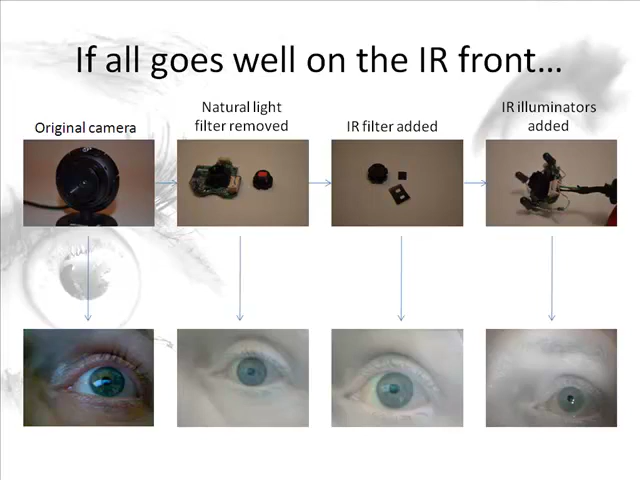 If all goes well on the IR front…
Original camera
Natural light
filter removed
IR filter added
IR illuminators
added